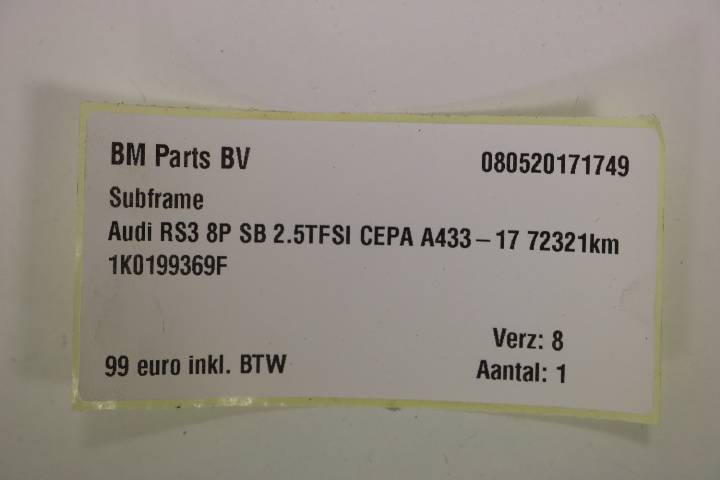 BM Parts BV 080520171749
Subframe
Audi RS3 8P SB 2.5TFSI CEPA A433-17 72321km
1K0199369F
Verz: 8
99 euro inkl. BTW Aantal: 1